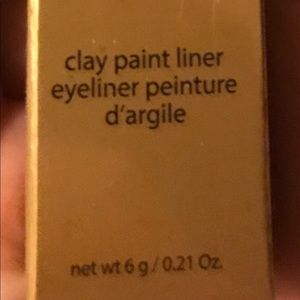 clay paint liner
eyeliner peinture
d'argile
net wt 6 g / 0.21 Oz.